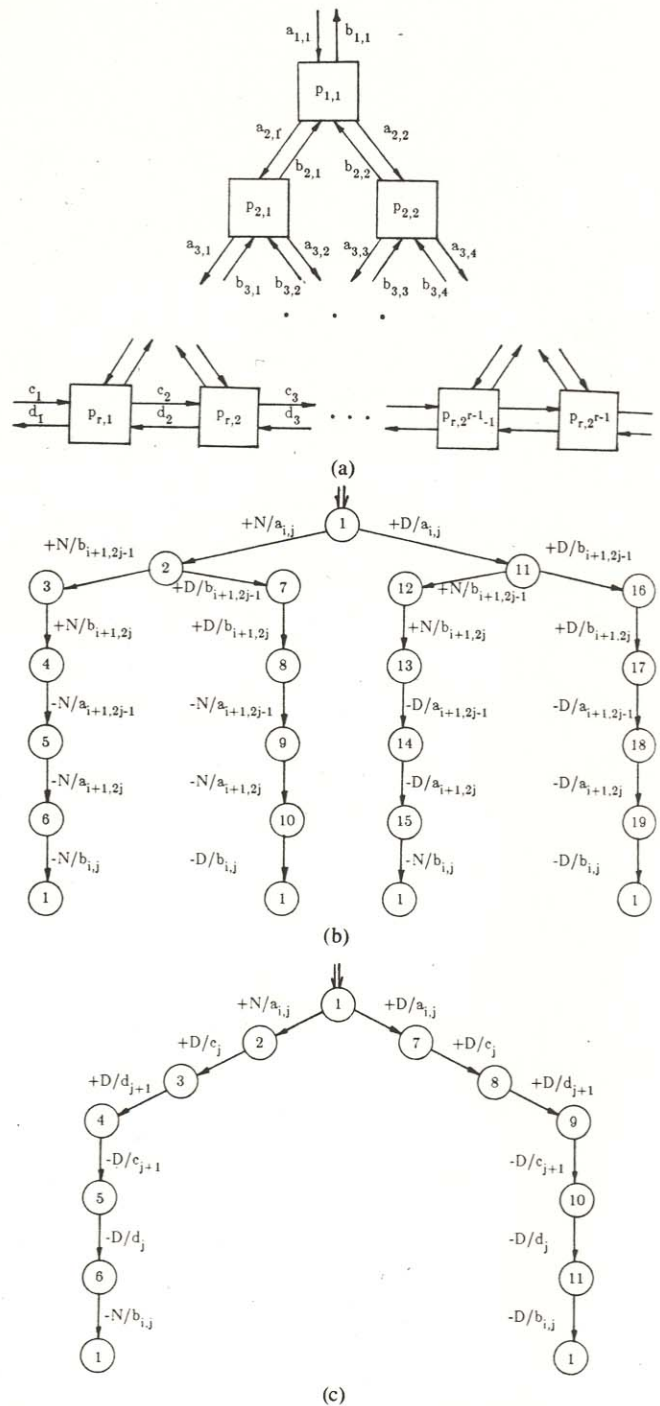 a1,1 b1,1
p1,1
a2,1 a2,2
b2,1 b2,2
p2,1 p2,2
a3,1 a3,2 a3,3 a3,4
b3,1 b3,2 b3,3 b3,4
. . .
c1 c2 c3
d1 d2 d3
pr,1 pr,2 . . . pr,2r-1-1 pr,2r-1
(a)
+N/ai,j 1 +D/ai,j
+N/bi+1,2j-1 2 11 +D/bi+1,2j-1
3 +D/bi+1,2j-1 7 12 +N/bi+1,2j-1 16
+N/bi+1,2j +D/bi+1,2j +N/bi+1,2j +D/bi+1,2j
4 8 13 17
-N/ai+1,2j-1 -N/ai+1,2j-1 -D/ai+1,2j-1 -D/ai+1,2j-1
5 9 14 18
-N/ai+1,2j -N/ai+1,2j -D/ai+1,2j -D/ai+1,2j
6 10 15 19
-N/bi,j -D/bi,j -N/bi,j -D/bi,j
1 1 1 1
(b)
+N/ai,j 1 +D/ai,j
+D/cj 2 7 +D/cj
+D/dj+1 3 8 +D/dj+1
4 9
-D/cj+1 -D/cj+1
5 10
-D/dj -D/dj
6 11
-N/bi,j -D/bi,j
1 1
(c)